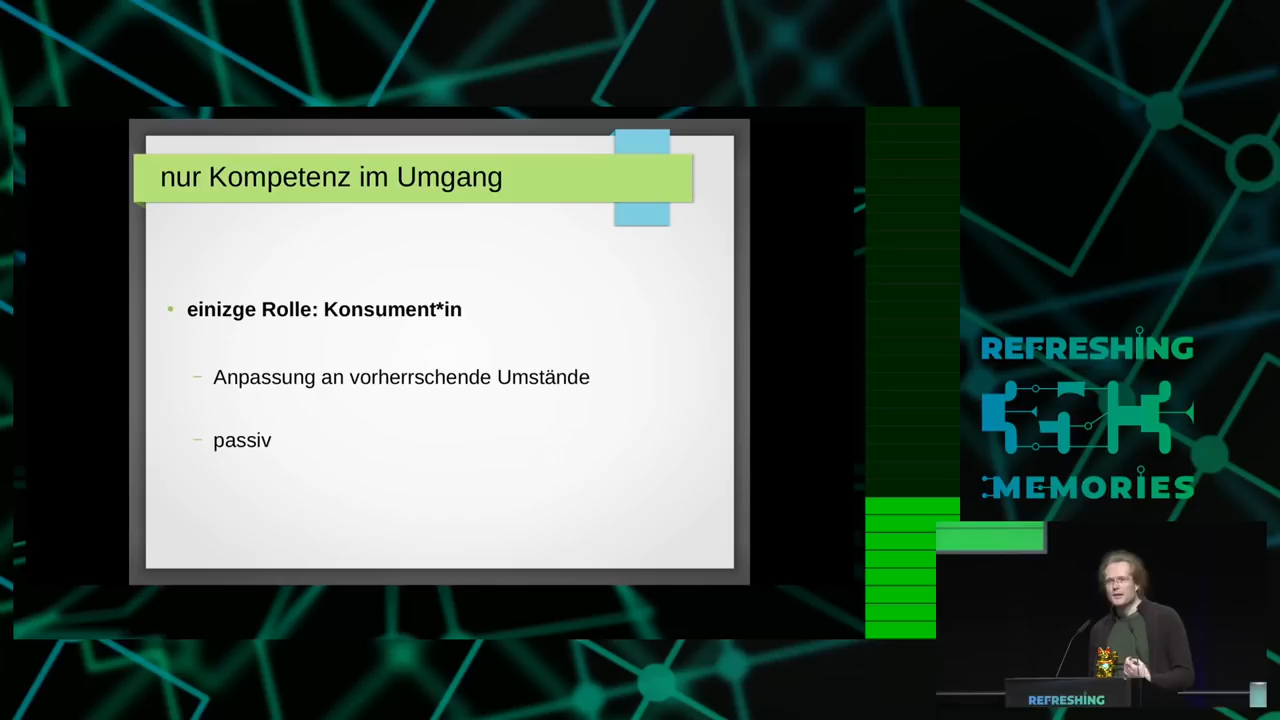 nur Kompetenz im Umgang
einizge Rolle: Konsument*in
Anpassung an vorherrschende Umstände
passiv
REFRESHING
MEMORIES
REFRESHING